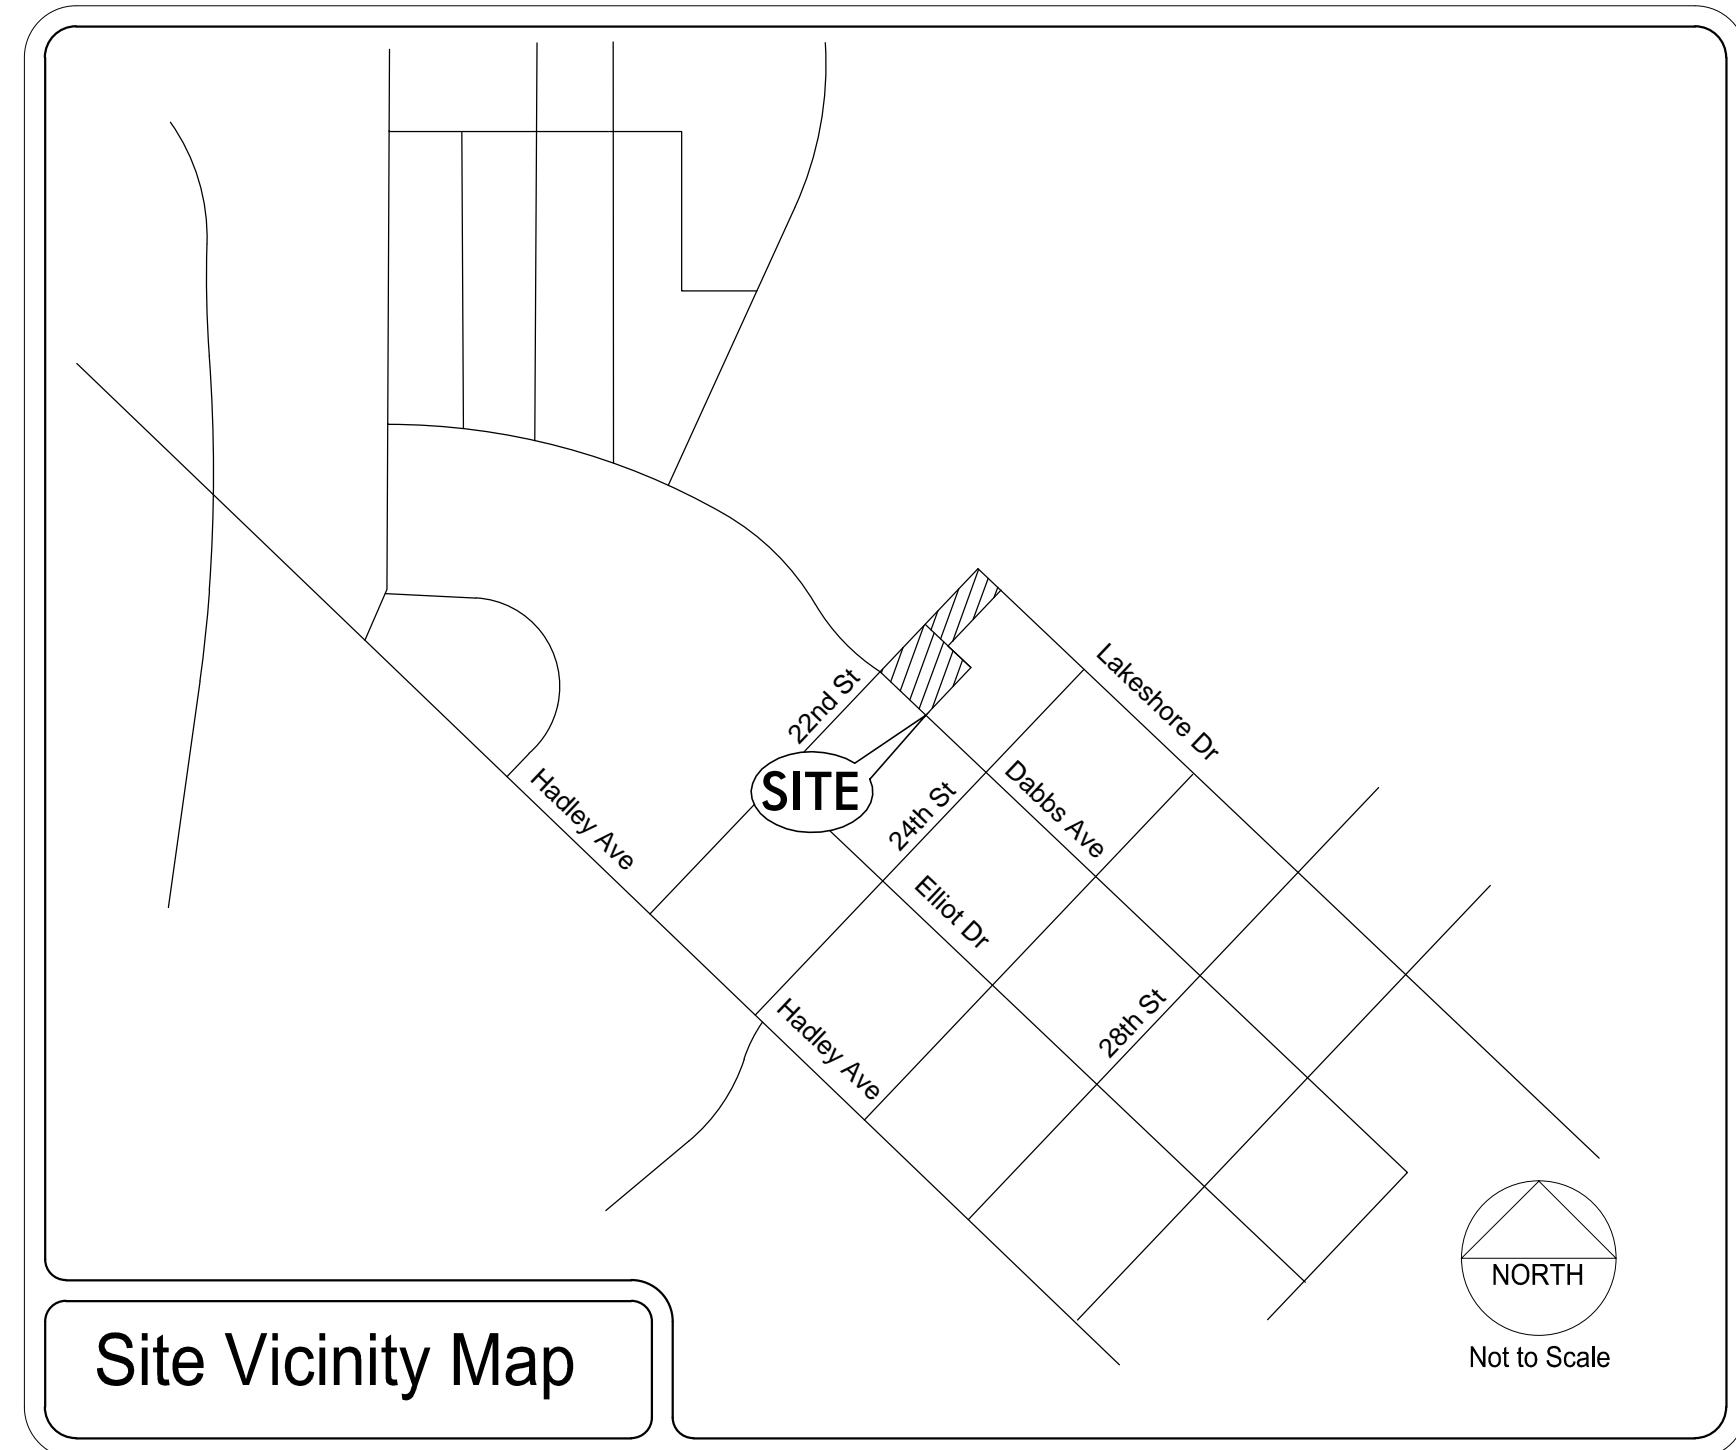 Lakeshore Dr
22nd St
SITE
Dabbs Ave
24th St
Hadley Ave
Elliot Dr
28th St
Hadley Ave
NORTH
Not to Scale
Site Vicinity Map